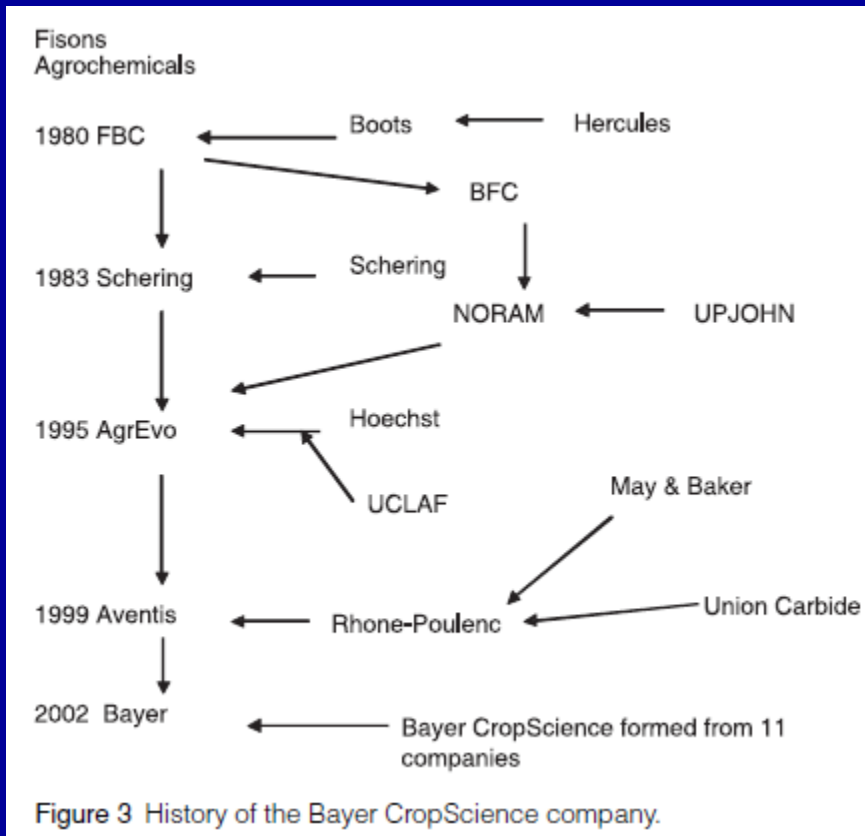 Fisons
Agrochemicals
1980 FBC
Boots
Hercules
BFC
1983 Schering
Schering
NORAM
UPJOHN
1995 AgrEvo
Hoechst
UCLAF
May & Baker
Union Carbide
1999 Aventis
Rhone-Poulenc
2002 Bayer
Bayer CropScience formed from 11
companies
Figure 3 History of the Bayer CropScience company.